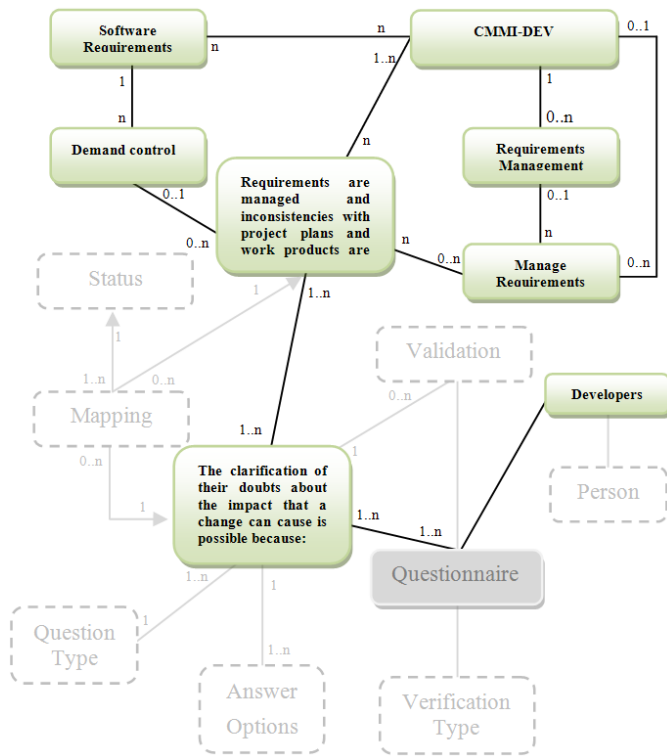 Software
Requirements
n
n
CMMI-DEV
0..1
1
1..n
1
n
0..n
Demand control
n
Requirements
Management
0..1
0..n
Requirements are
managed and
inconsistencies with
project plans and
work products are
0..1
n
n
0..n
0..n
Manage
Requirements
Status
1
1..n
1
1
Validation
1..n
0..n
0..n
Mapping
0..n
Developers
1..n
1
0..n
1
The clarification of
their doubts about
the impact that a
change can cause is
possible because:
Person
1..n
1..n
Questionnaire
1..n
1
Question
Type
1
1..n
Answer
Options
Verification
Type